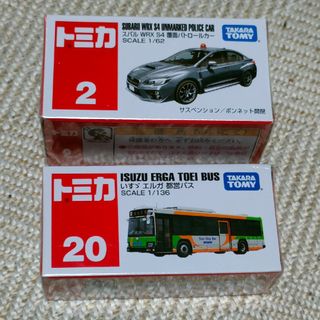 トミカ
2
SUBARU WRX S4 UNMARKED POLICE CAR
スバル WRX S4 覆面パトロールカー
SCALE 1/62
TAKARA TOMY
サスペンション／ボンネット開閉
トミカ
20
ISUZU ERGA TOEI BUS
いすゞ エルガ 都営バス
SCALE 1/136
TAKARA TOMY